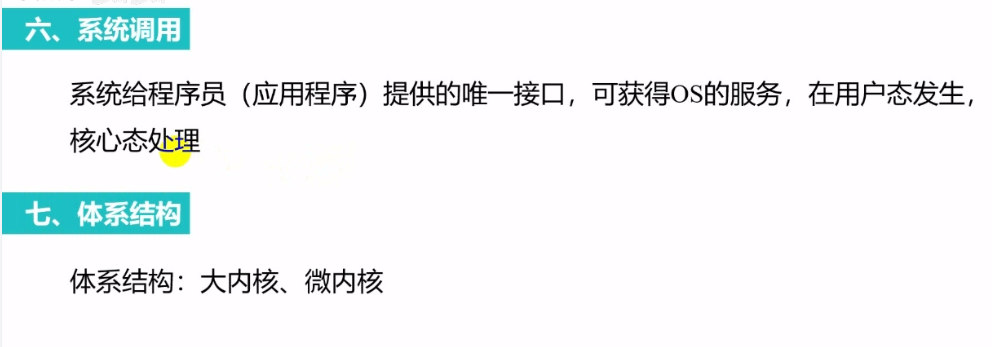 六、系统调用
系统给程序员（应用程序）提供的唯一接口，可获得OS的服务，在用户态发生，
核心态处理
七、体系结构
体系结构：大内核、微内核